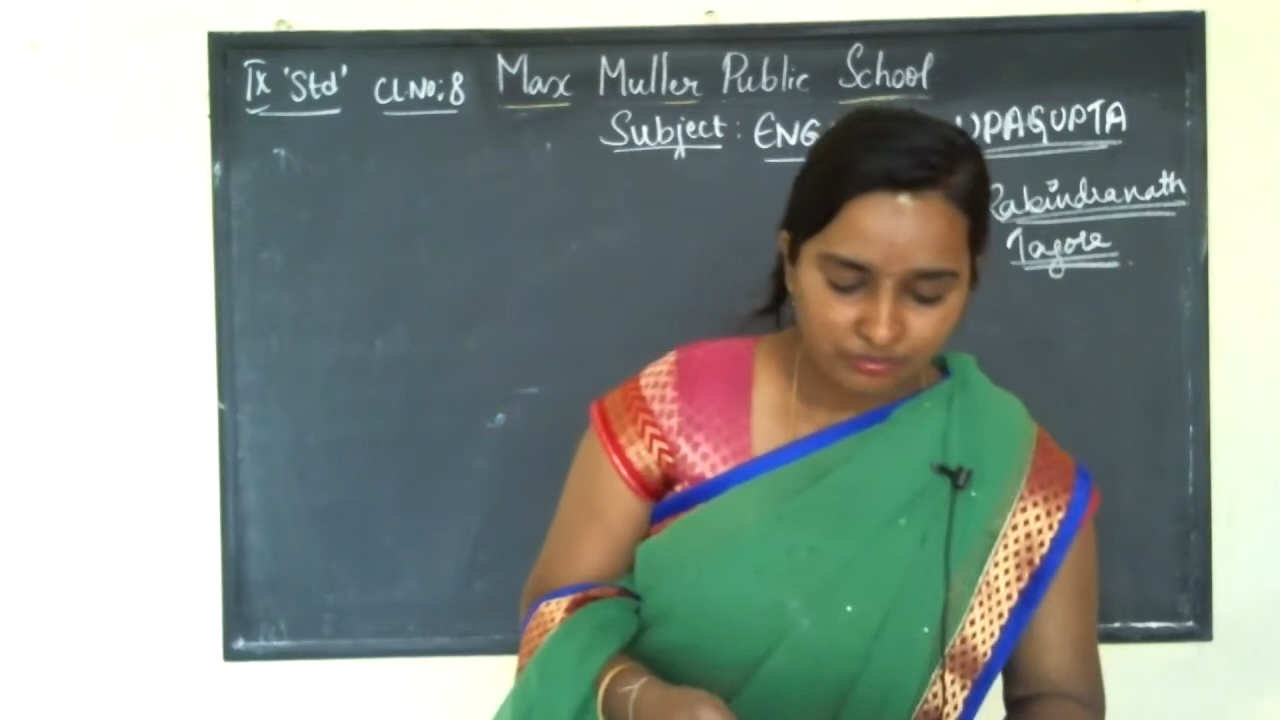 IX 'Std' Cl No: 8 Max Muller Public School
Subject : ENG UPAGUPTA
Rabindranath
Tagore